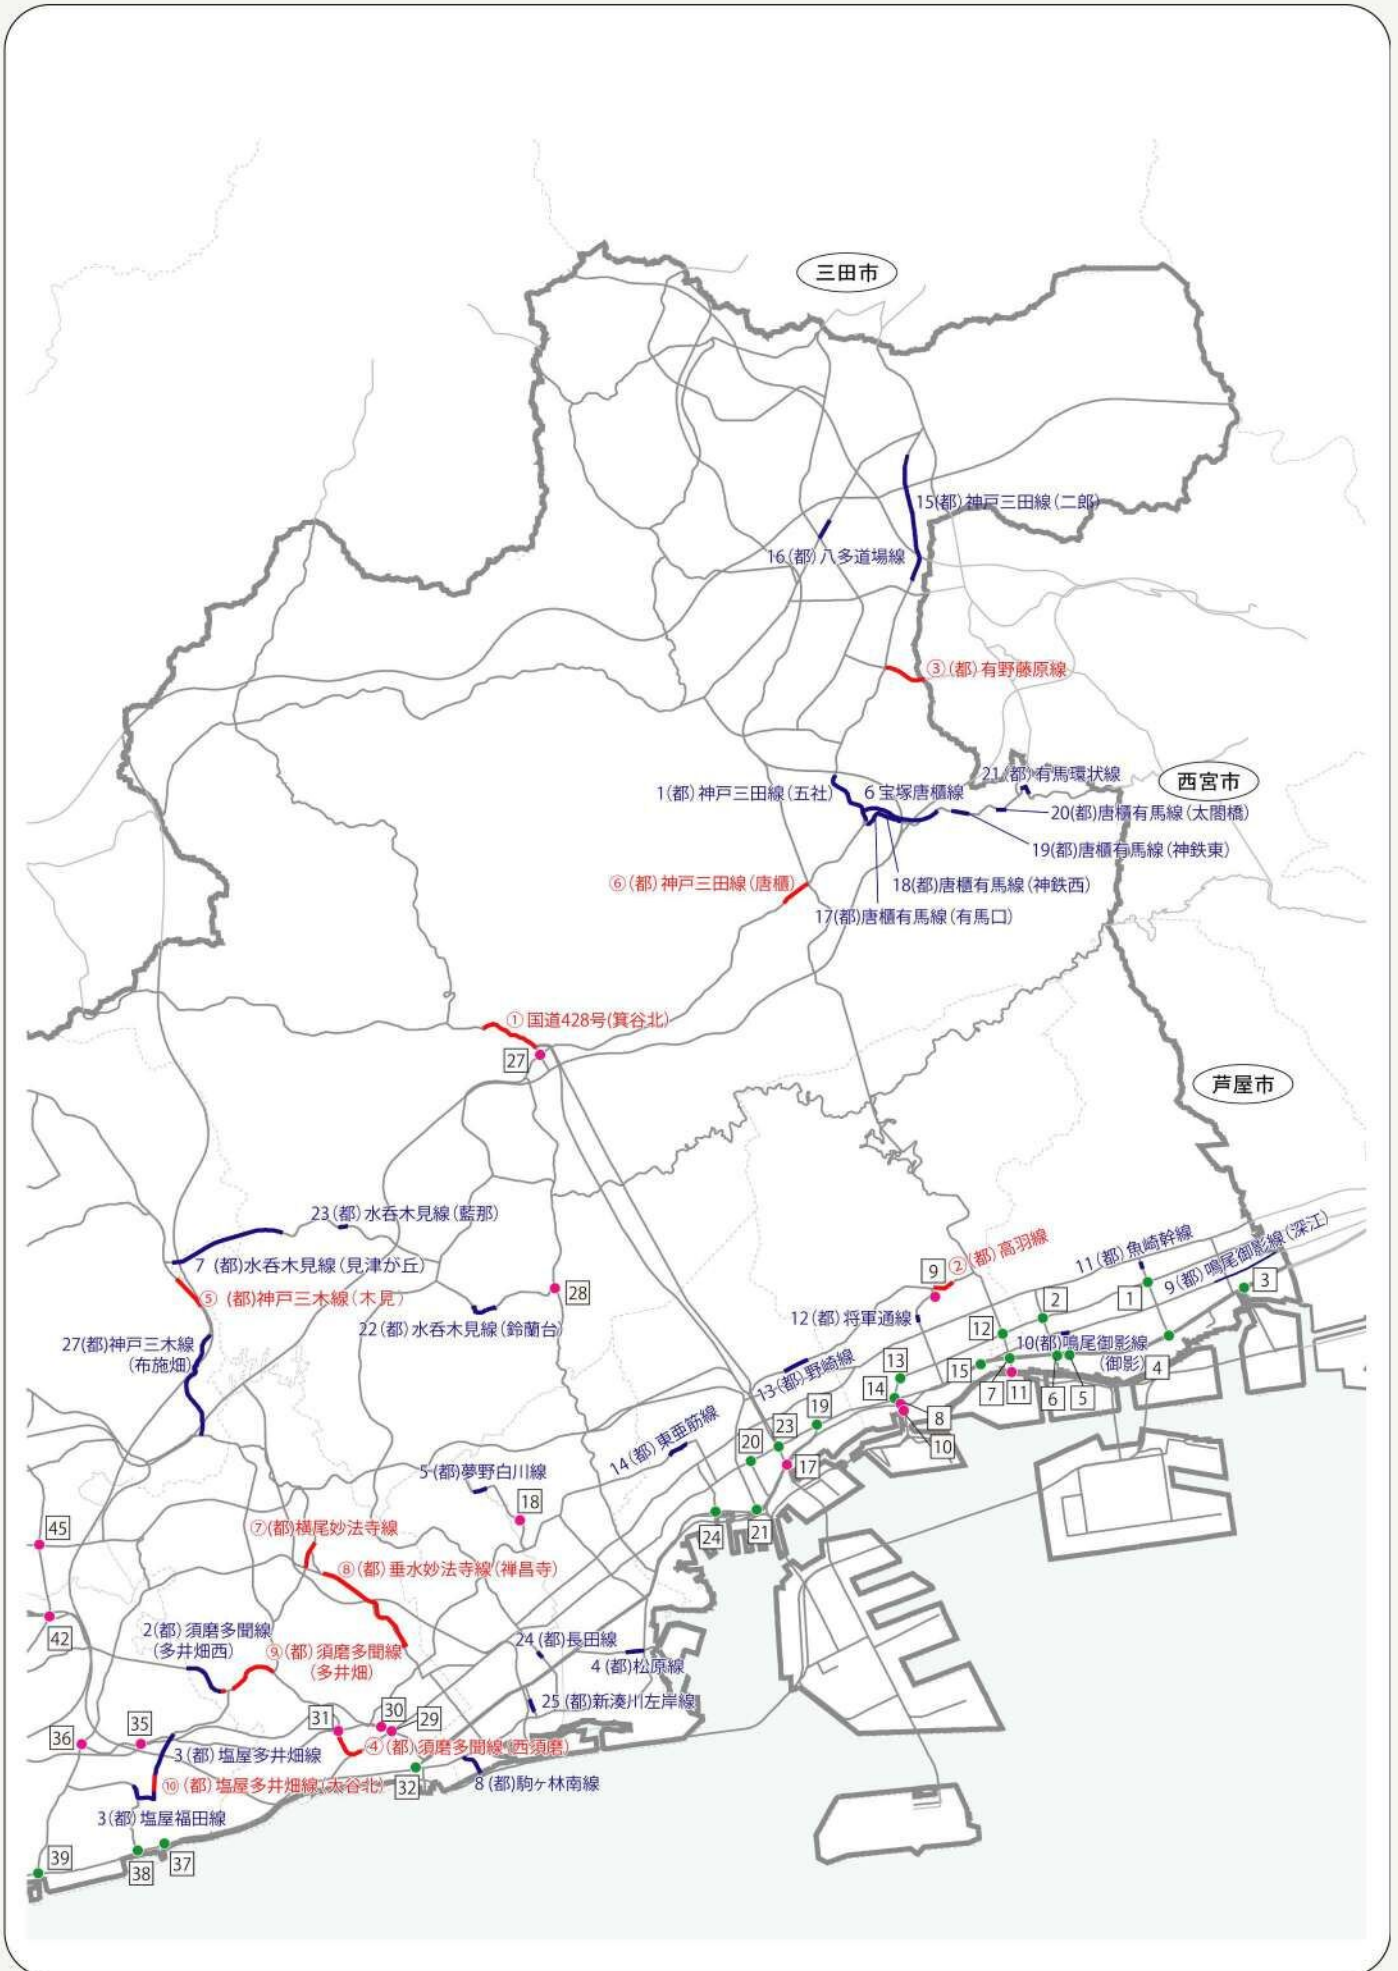 三田市
15(都)神戸三田線(二郎)
16(都)八多道場線
③(都)有野藤原線
西宮市
21(都)有馬環状線
1(都)神戸三田線(五社)
6 宝塚唐櫃線
20(都)唐櫃有馬線(太閤橋)
19(都)唐櫃有馬線(神鉄東)
⑥(都)神戸三田線(唐櫃)
18(都)唐櫃有馬線(神鉄西)
17(都)唐櫃有馬線(有馬口)
①国道428号(箕谷北)
27
芦屋市
23(都)水呑木見線(藍那)
11(都)魚崎幹線
9(都)鳴尾御影線(深江)
②(都)高羽線
7 (都)水呑木見線(見津が丘)
9
3
⑤ (都)神戸三木線(木見)
28
1
2
12(都)将軍通線
22(都)水呑木見線(鈴蘭台)
12
27(都)神戸三木線
(布施畑)
10(都)鳴尾御影線
(御影)
13(都)野崎線
13
15
4
14
7
11
6
5
19
8
14(都)東亜筋線
20
23
10
5(都)夢野白川線
17
18
45
⑦(都)横尾妙法寺線
24
21
⑧(都)垂水妙法寺線(禅昌寺)
42
2(都)須磨多聞線
(多井畑西)
⑨(都)須磨多聞線
(多井畑)
24(都)長田線
4(都)松原線
25(都)新湊川左岸線
31
30
29
36
35
④(都)須磨多聞線(西須磨)
3(都)塩屋多井畑線
⑩(都)塩屋多井畑線(大谷北)
32
8(都)駒ヶ林南線
3(都)塩屋福田線
39
38
37